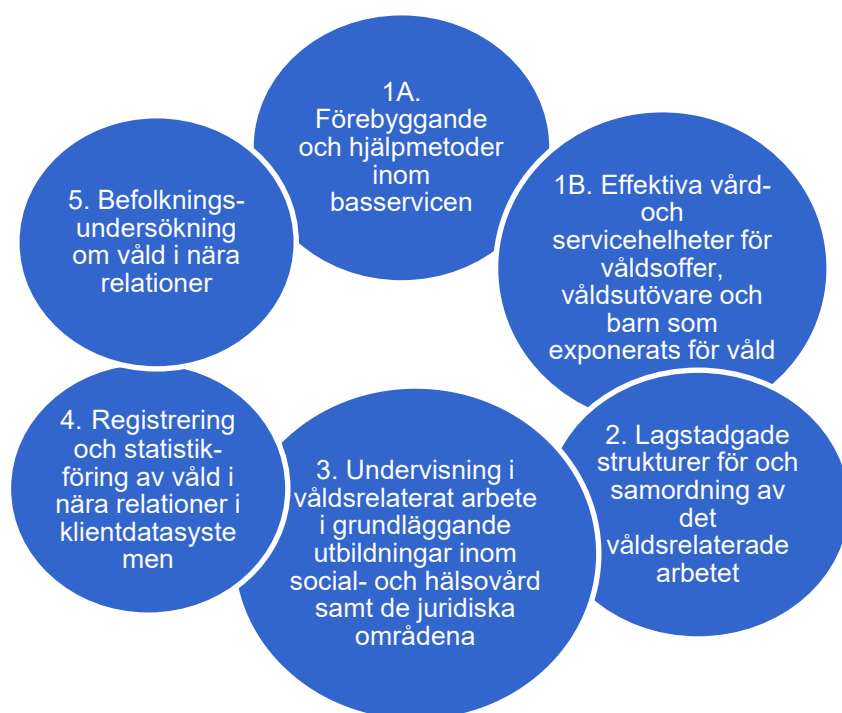 1A.
Förebyggande
och hjälpmetoder
inom
basservicen
1B. Effektiva vård-
och
servicehelheter för
våldsoffer,
våldsutövare och
barn som
exponerats för våld
2. Lagstadgade
strukturer för och
samordning av
det
våldsrelaterade
arbetet
3. Undervisning i
våldsrelaterat arbete
i grundläggande
utbildningar inom
social- och hälsovård
samt de juridiska
områdena
4. Registrering
och statistik-
föring av våld i
nära relationer i
klientdatasyste
men
5. Befolknings-
undersökning
om våld i nära
relationer